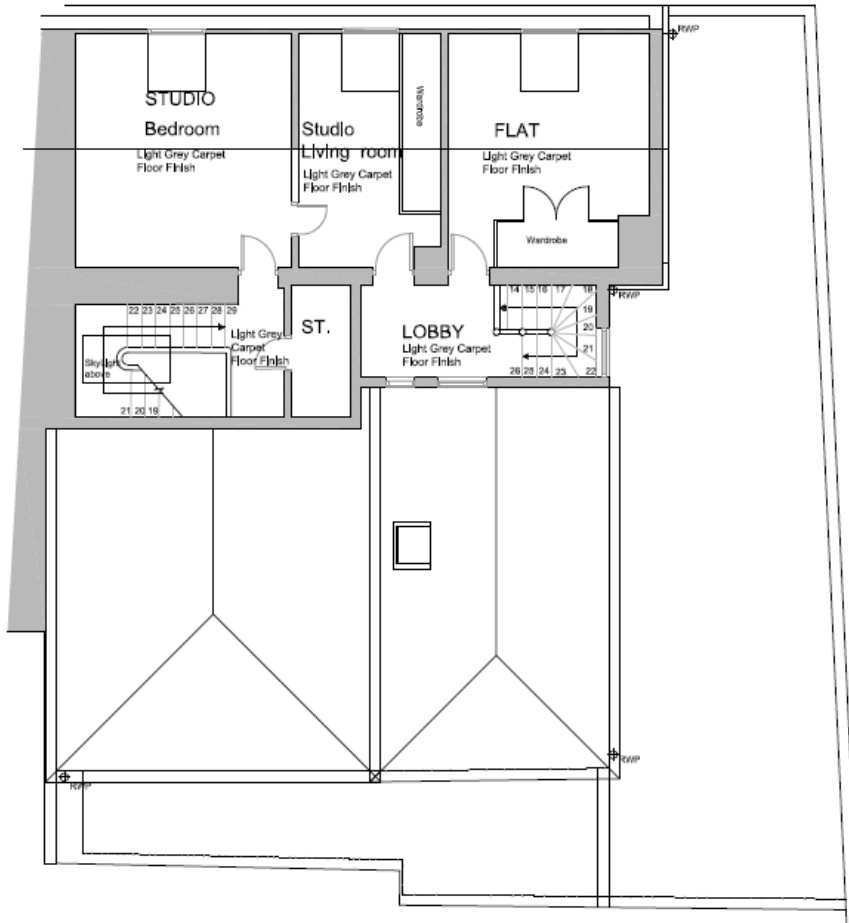 RWP
STUDIO
Bedroom
Light Grey Carpet
Floor Finish
Studio
Living room
Light Grey Carpet
Floor Finish
Wardrobe
FLAT
Light Grey Carpet
Floor Finish
Wardrobe
22 23 24 25 26 27 28 29
Light Grey
Carpet
Floor Finish
Skylight
above
21 20 19
ST.
LOBBY
Light Grey Carpet
Floor Finish
14 15 16 17 18
19
20
21
26 25 24 23 22
RWP
RWP
RWP